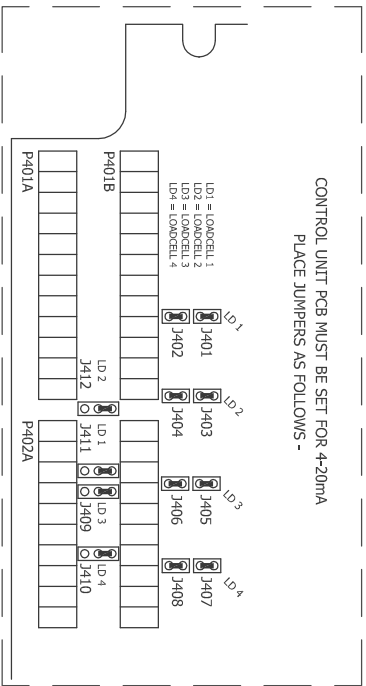 CONTROL UNIT PCB MUST BE SET FOR 4-20mA
PLACE JUMPERS AS FOLLOWS -
LD1 = LOADCELL 1
LD2 = LOADCELL 2
LD3 = LOADCELL 3
LD4 = LOADCELL 4
LD 1
LD 2
LD 3
LD 4
J401
J403
J405
J407
J402
J404
J406
J408
P401B
LD 2
J412
LD 1
J411
LD 3
J409
LD 4
J410
P401A
P402A